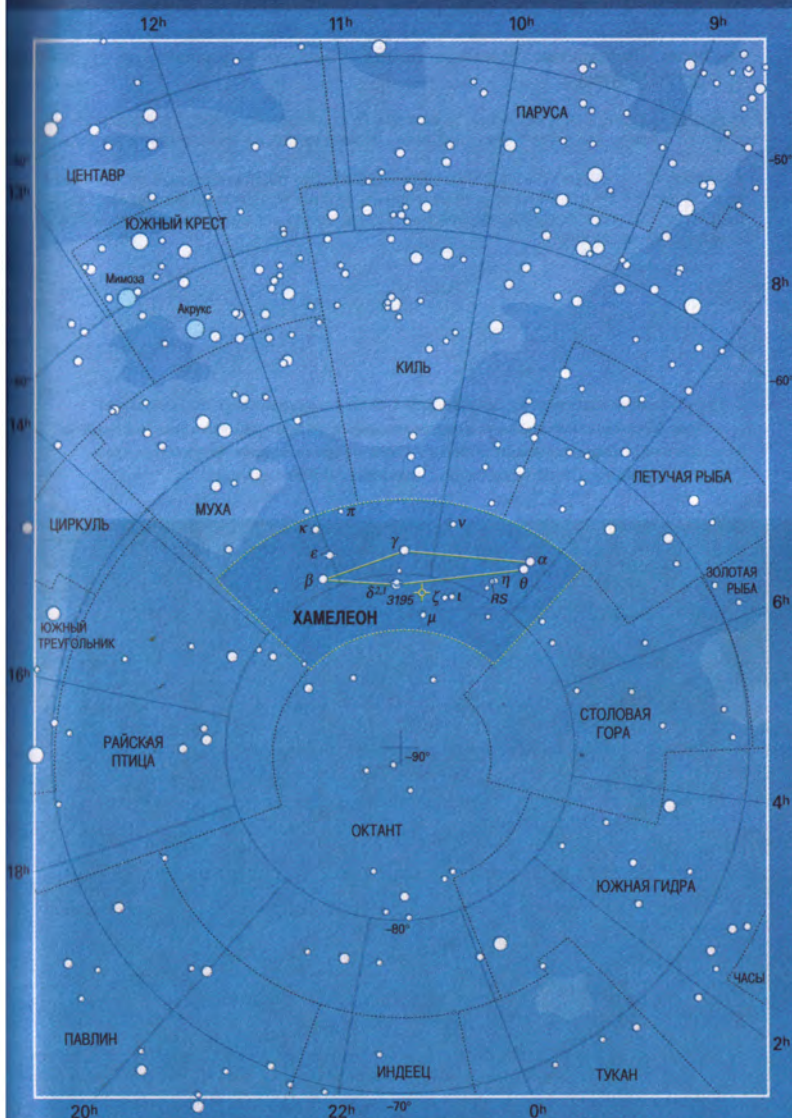 12h
11h
10h
9h
ПАРУСА
-50°
ЦЕНТАВР
13h
ЮЖНЫЙ КРЕСТ
Мимоза
8h
Акрукс
КИЛЬ
-60°
14h
ЛЕТУЧАЯ РЫБА
МУХА
π
ν
ЦИРКУЛЬ
κ
γ
ε
α
ЗОЛОТАЯ
РЫБА
β
θ
η
δ2,1
3195
ζ
ι
RS
6h
ХАМЕЛЕОН
μ
ЮЖНЫЙ
ТРЕУГОЛЬНИК
16h
СТОЛОВАЯ
ГОРА
РАЙСКАЯ
ПТИЦА
-90°
4h
ОКТАНТ
18h
ЮЖНАЯ ГИДРА
-80°
ЧАСЫ
ПАВЛИН
2h
ИНДЕЕЦ
ТУКАН
20h
22h
-70°
0h